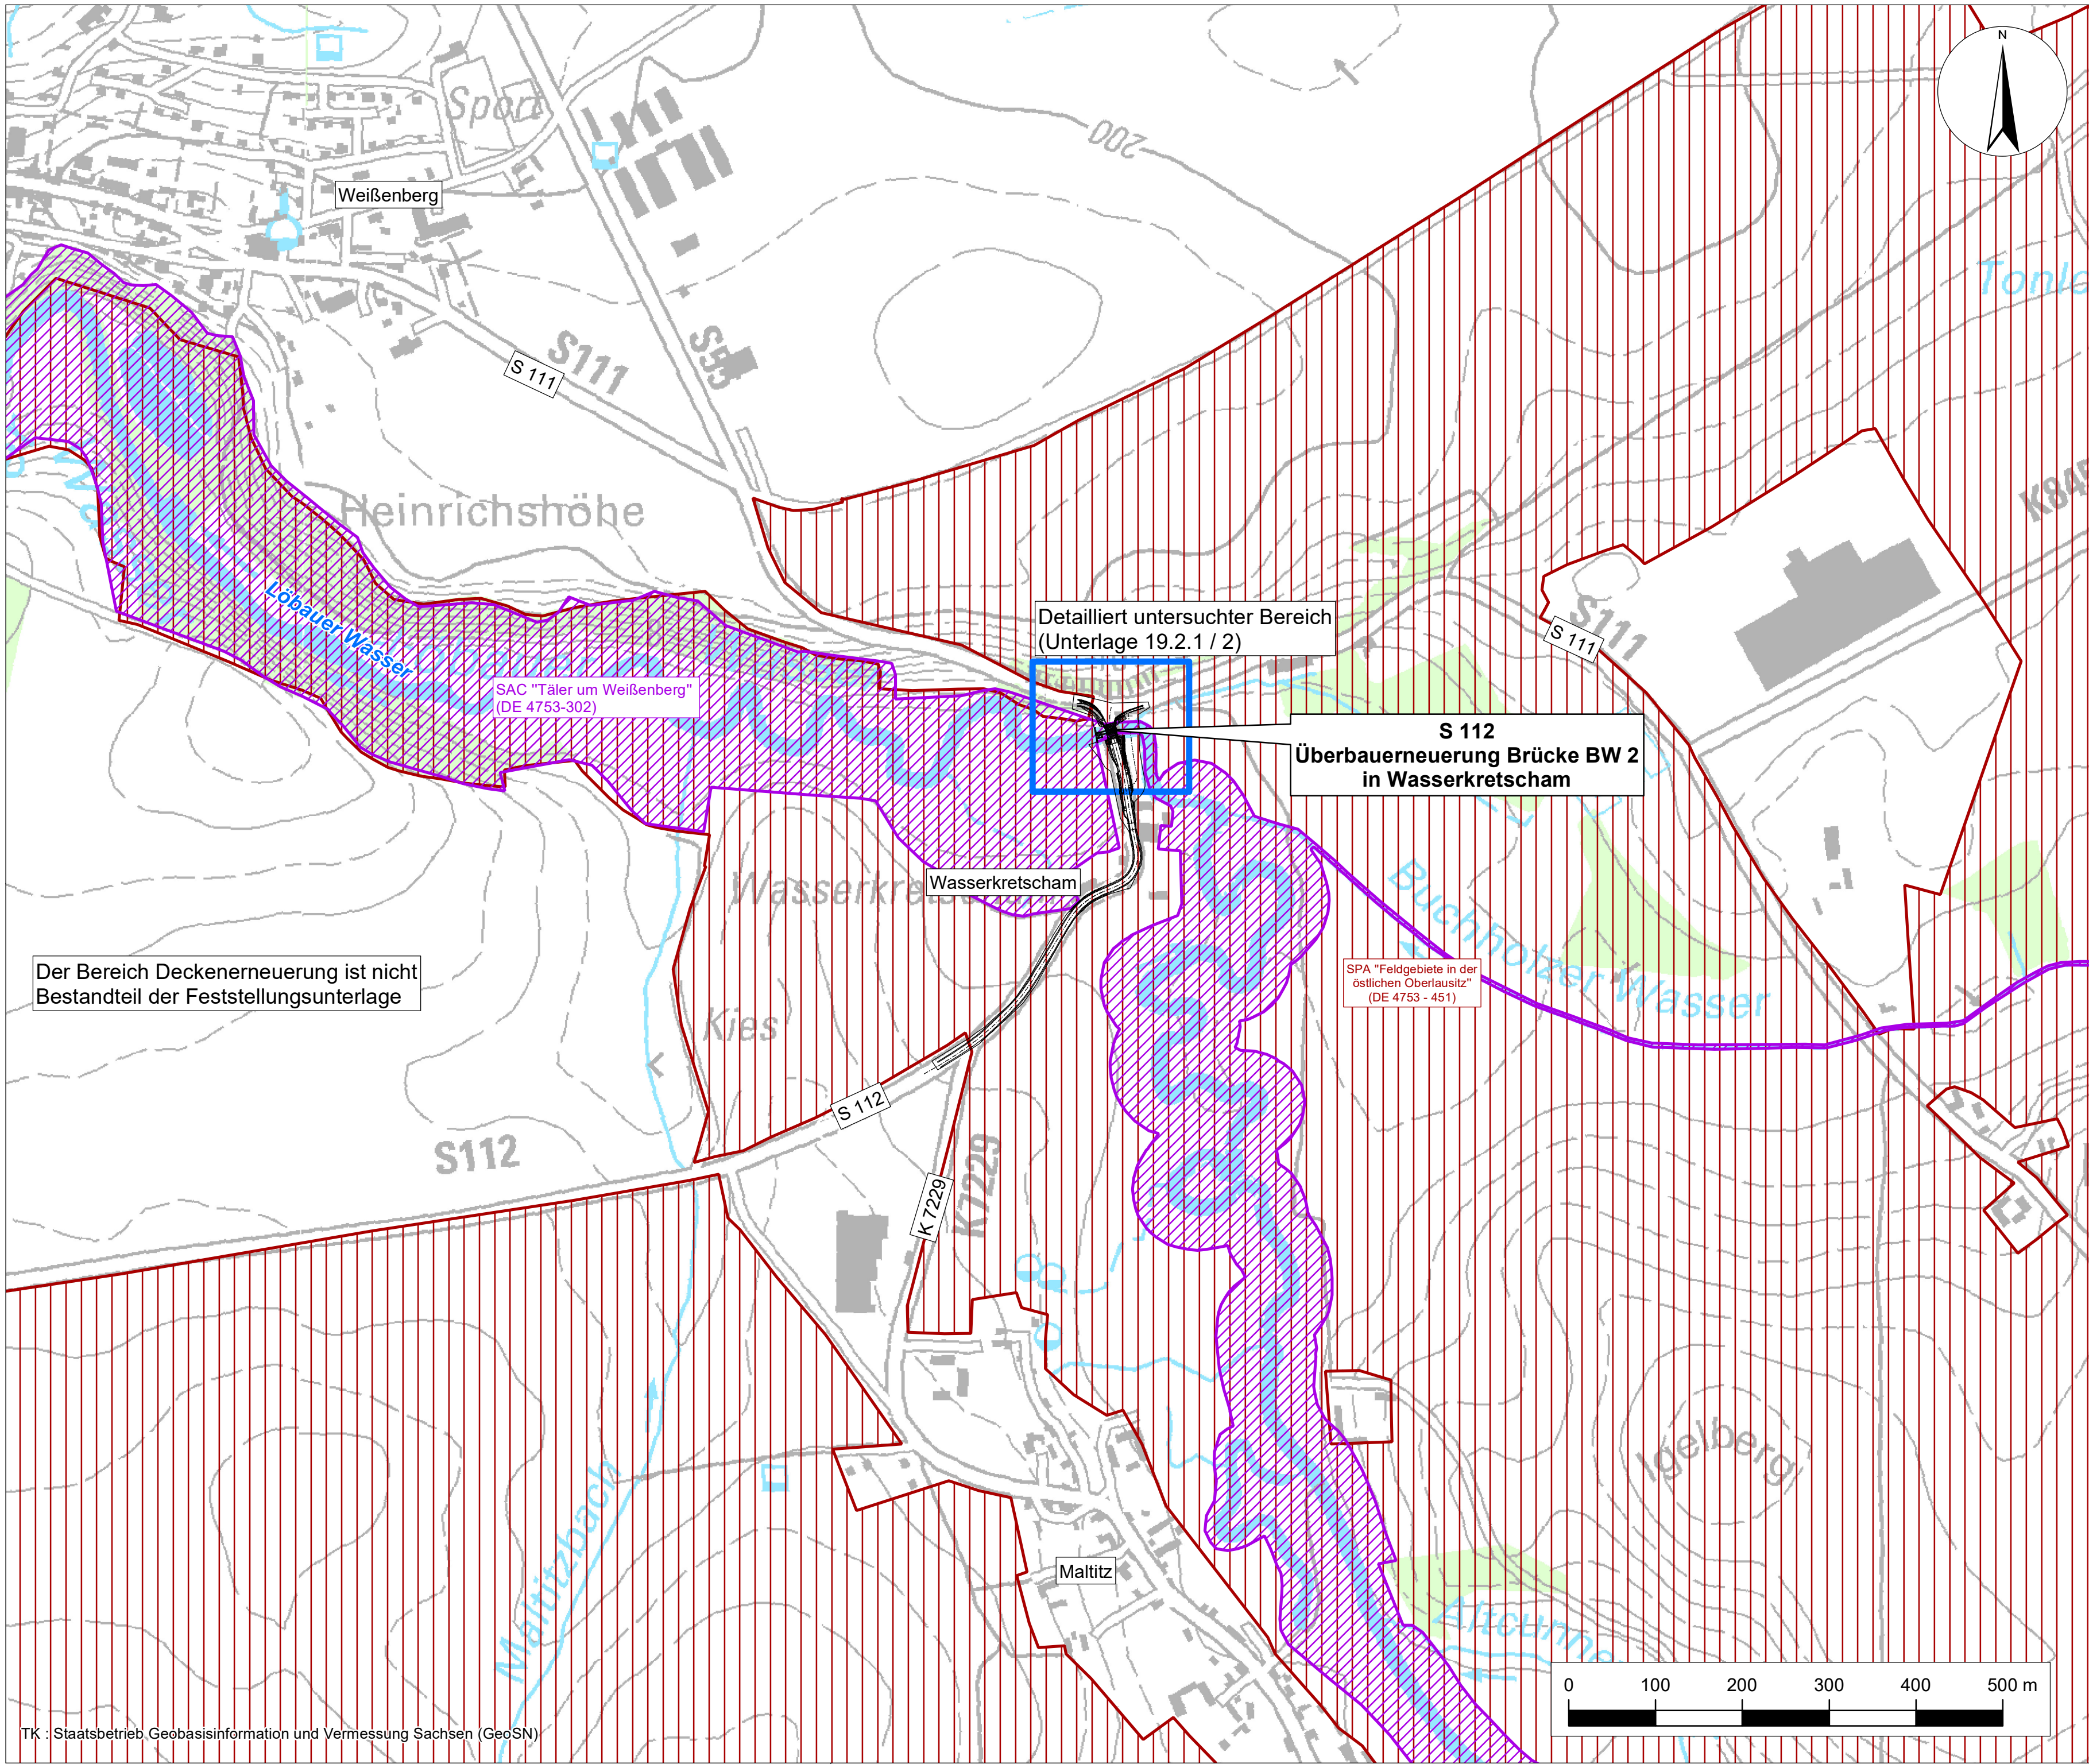 N
Sport
200
Weißenberg
S55
S111
S 111
Tonlo
K84
Heinrichshöhe
Löbauer Wasser
Detailliert untersuchter Bereich
(Unterlage 19.2.1 / 2)
S111
S 111
SAC "Täler um Weißenberg"
(DE 4753-302)
S 112
Überbauerneuerung Brücke BW 2
in Wasserkretscham
Wasserkretscham
Buchholzer Wasser
Der Bereich Deckenerneuerung ist nicht
Bestandteil der Feststellungsunterlage
SPA "Feldgebiete in der
östlichen Oberlausitz"
(DE 4753 - 451)
Kies
S 112
S112
K 7229
K7229
Igelberg
Maltitzbach
Maltitz
Altcunne
0 100 200 300 400 500 m
TK : Staatsbetrieb Geobasisinformation und Vermessung Sachsen (GeoSN)